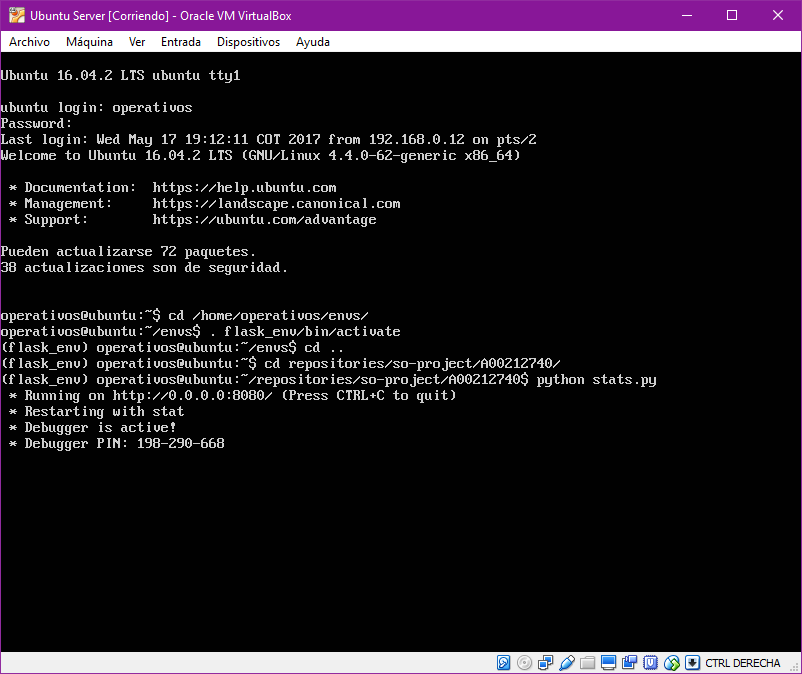 Ubuntu Server [Corriendo] - Oracle VM VirtualBox
Archivo Máquina Ver Entrada Dispositivos Ayuda
Ubuntu 16.04.2 LTS ubuntu tty1
ubuntu login: operativos
Password:
Last login: Wed May 17 19:12:11 COT 2017 from 192.168.0.12 on pts/2
Welcome to Ubuntu 16.04.2 LTS (GNU/Linux 4.4.0-62-generic x86_64)
* Documentation:  https://help.ubuntu.com
* Management:     https://landscape.canonical.com
* Support:        https://ubuntu.com/advantage
Pueden actualizarse 72 paquetes.
38 actualizaciones son de seguridad.
operativos@ubuntu:~$ cd /home/operativos/envs/
operativos@ubuntu:~/envs$ . flask_env/bin/activate
(flask_env) operativos@ubuntu:~/envs$ cd ..
(flask_env) operativos@ubuntu:~$ cd repositories/so-project/A00212740/
(flask_env) operativos@ubuntu:~/repositories/so-project/A00212740$ python stats.py
* Running on http://0.0.0.0:8080/ (Press CTRL+C to quit)
* Restarting with stat
* Debugger is active!
* Debugger PIN: 198-290-668
CTRL DERECHA